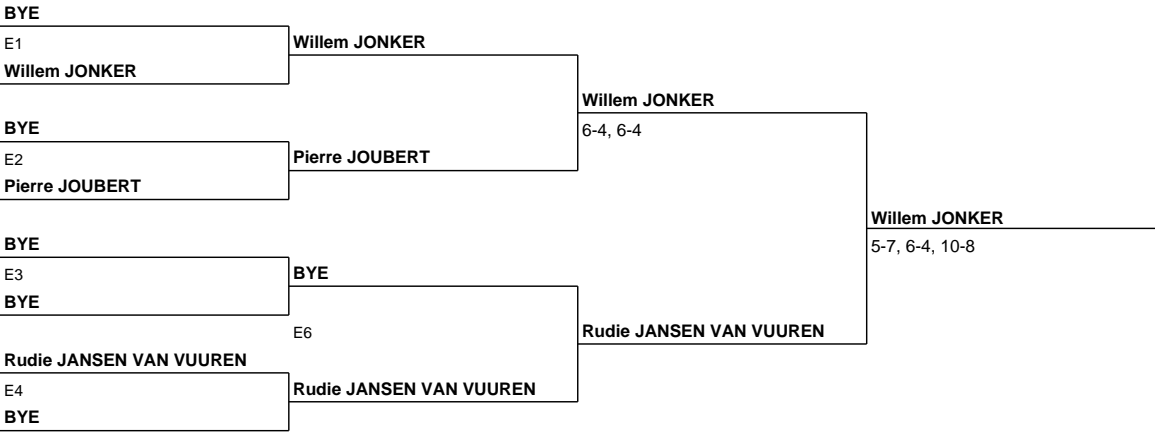 BYE
E1
Willem JONKER
Willem JONKER
BYE
E2
Pierre JOUBERT
Pierre JOUBERT
Willem JONKER
6-4, 6-4
BYE
E3
BYE
BYE
E6
Rudie JANSEN VAN VUUREN
E4
BYE
Rudie JANSEN VAN VUUREN
Rudie JANSEN VAN VUUREN
Willem JONKER
5-7, 6-4, 10-8